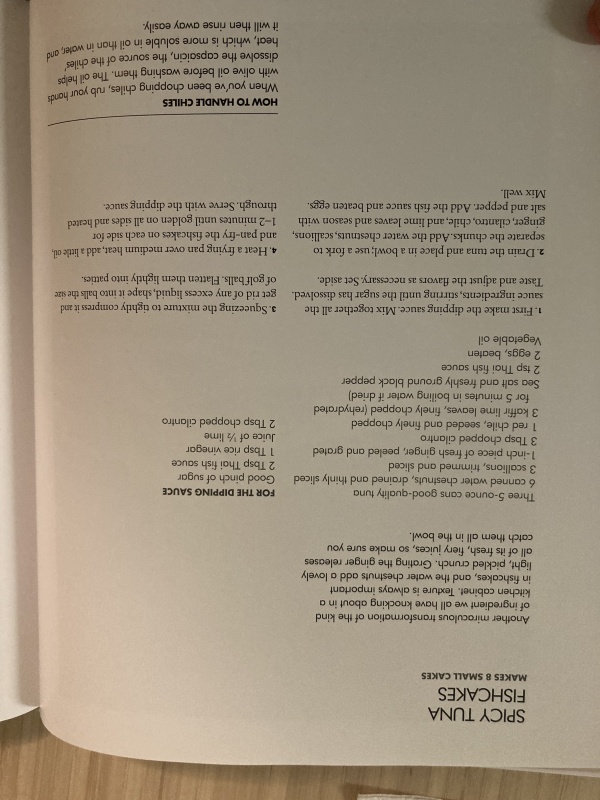 SPICY TUNA
FISHCAKES
MAKES 8 SMALL CAKES
Another miraculous transformation of the kind
of ingredient we all have knocking about in a
kitchen cabinet. Texture is always important
in fishcakes, and the water chestnuts add a lovely
light, pickled crunch. Grating the ginger releases
all of its fresh, fiery juices, so make sure you
catch them all in the bowl.
Three 5-ounce cans good-quality tuna
6 canned water chestnuts, drained and thinly sliced
3 scallions, trimmed and sliced
1-inch piece of fresh ginger, peeled and grated
3 Tbsp chopped cilantro
1 red chile, seeded and finely chopped
3 kaffir lime leaves, finely chopped (rehydrated
for 5 minutes in boiling water if dried)
Sea salt and freshly ground black pepper
2 tsp Thai fish sauce
2 eggs, beaten
Vegetable oil
FOR THE DIPPING SAUCE
Good pinch of sugar
2 Tbsp Thai fish sauce
1 Tbsp rice vinegar
Juice of ½ lime
2 Tbsp chopped cilantro
1. First make the dipping sauce. Mix together all the
sauce ingredients, stirring until the sugar has dissolved.
Taste and adjust the flavors as necessary. Set aside.
2. Drain the tuna and place in a bowl; use a fork to
separate the chunks. Add the water chestnuts, scallions,
ginger, cilantro, chile, and lime leaves and season with
salt and pepper. Add the fish sauce and beaten eggs.
Mix well.
3. Squeezing the mixture to tightly compress it and
get rid of any excess liquid, shape it into balls the size
of golf balls. Flatten them lightly into patties.
4. Heat a frying pan over medium heat, add a little oil,
and pan-fry the fishcakes on each side for
1–2 minutes until golden on all sides and heated
through. Serve with the dipping sauce.
HOW TO HANDLE CHILES
When you've been chopping chiles, rub your hands
with olive oil before washing them. The oil helps
dissolve the capsaicin, the source of the chiles'
heat, which is more soluble in oil than in water, and
it will then rinse away easily.